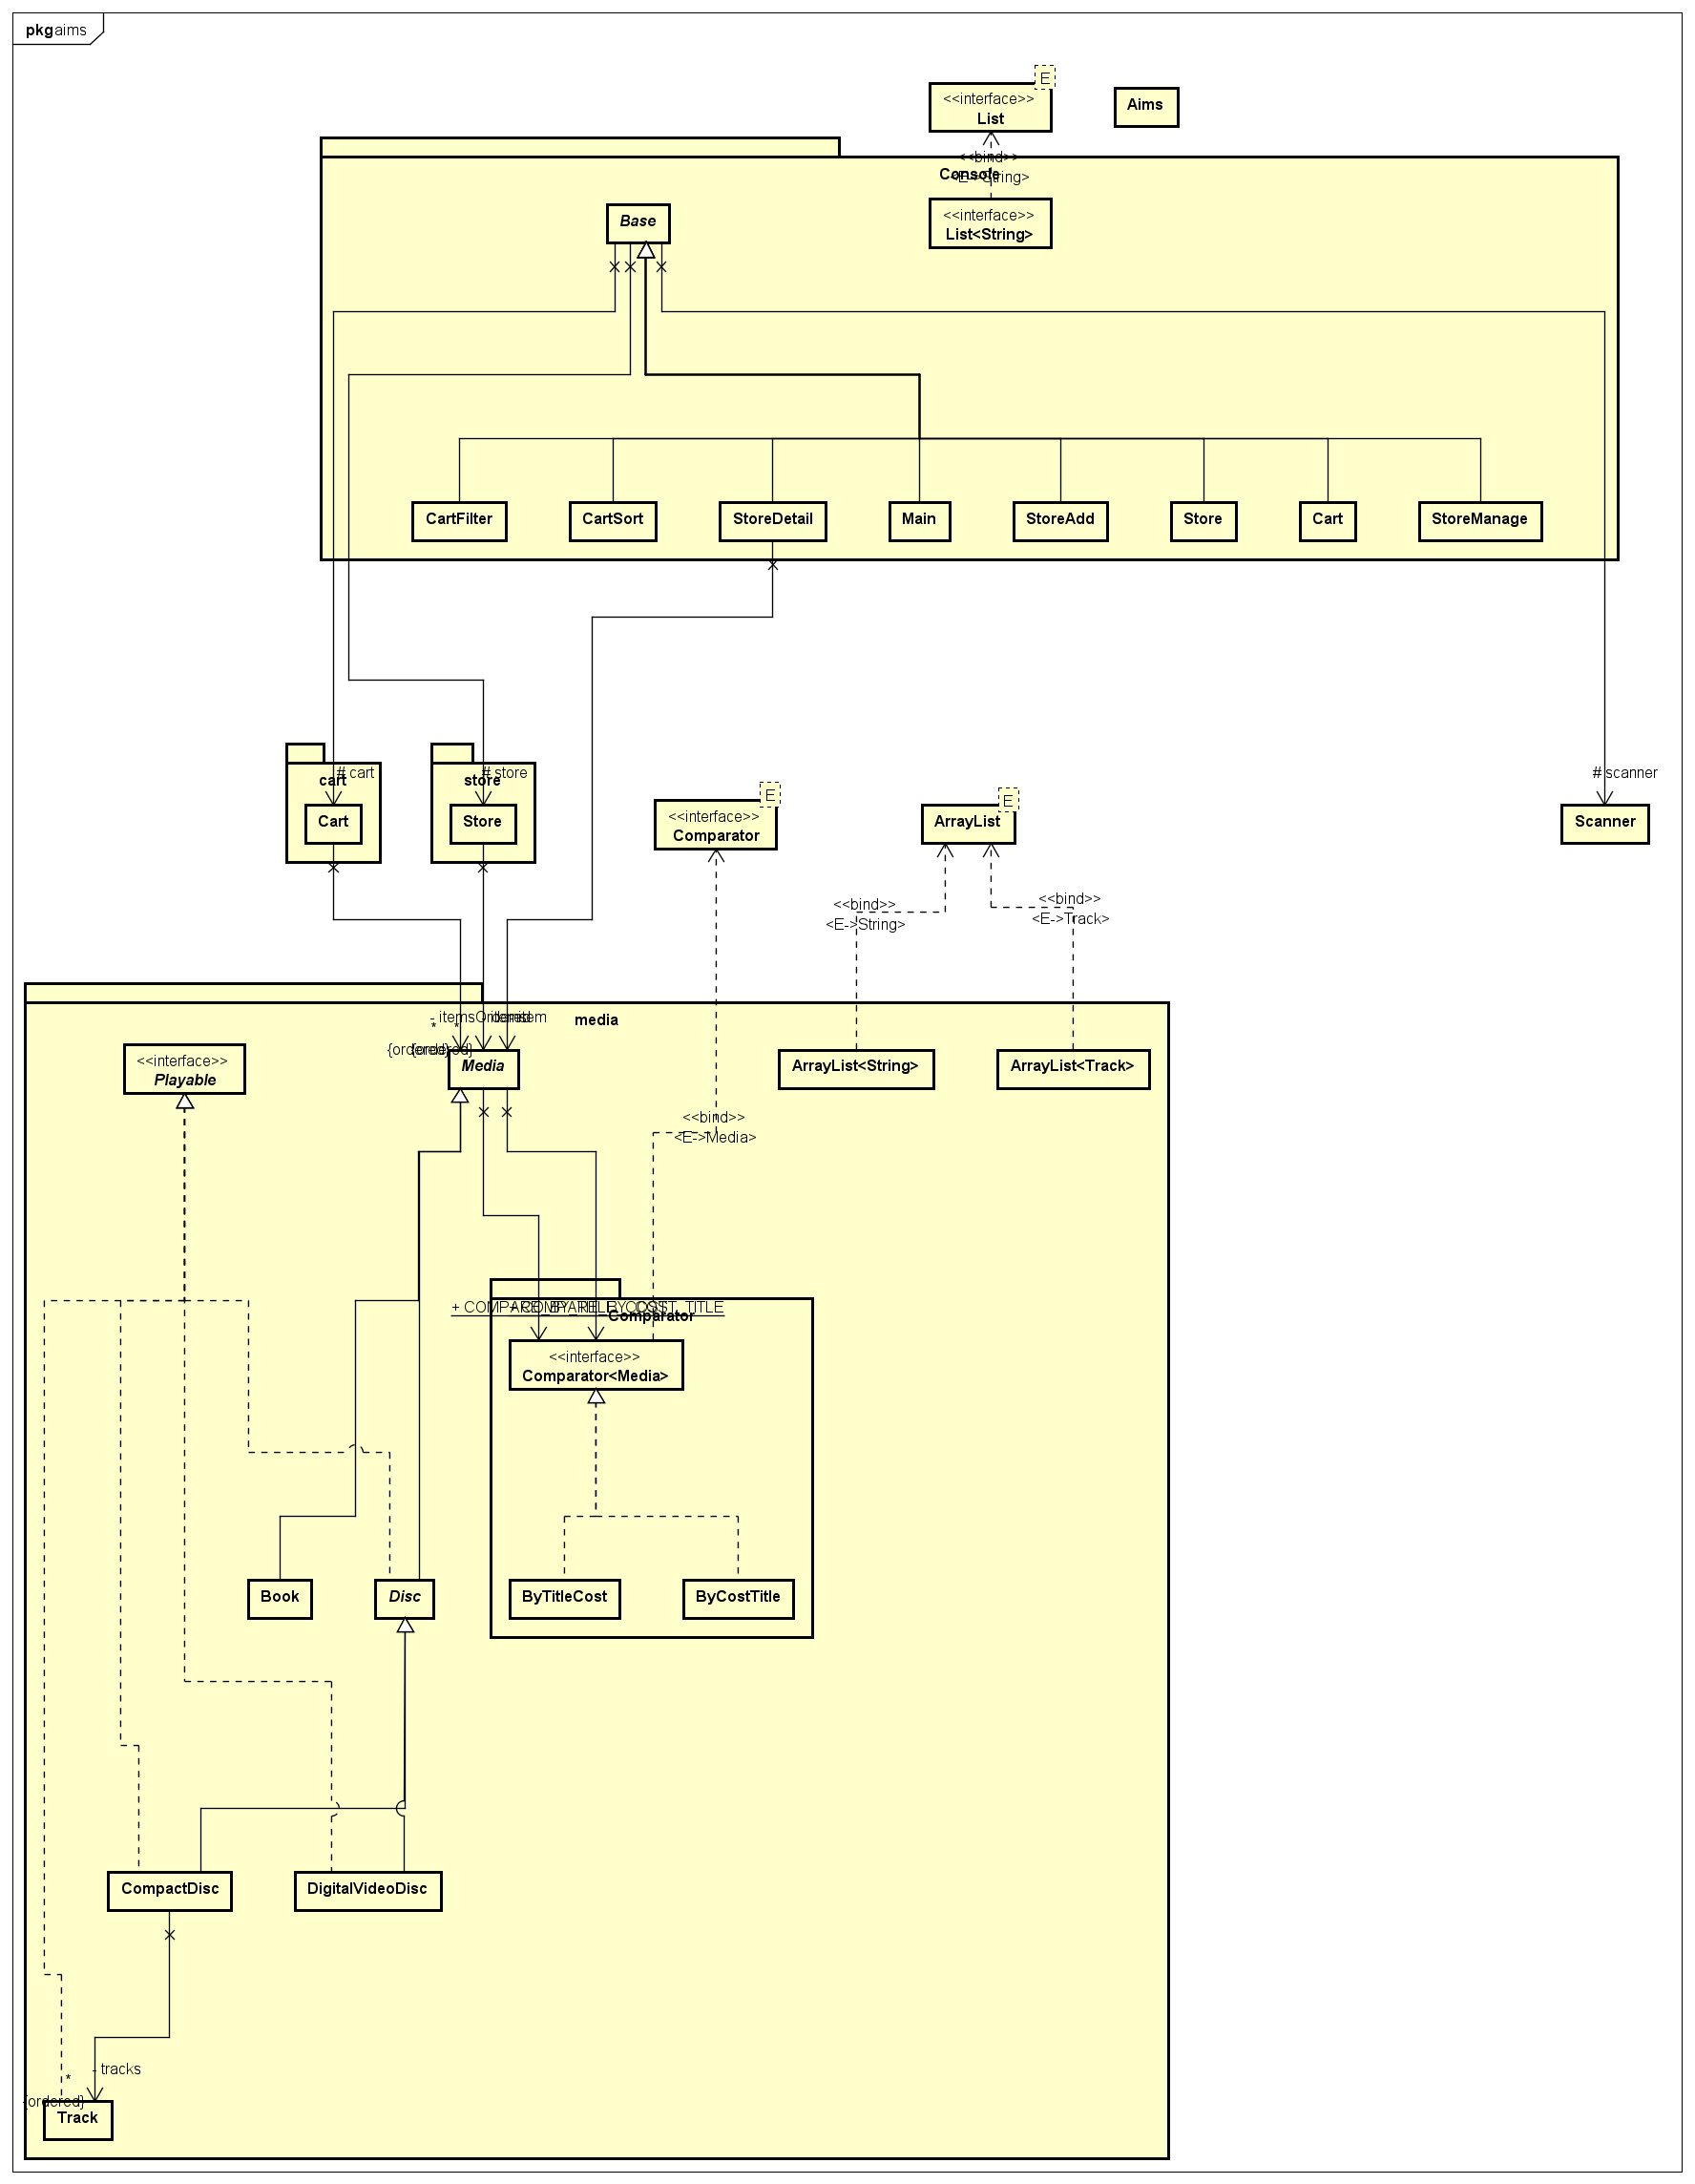 pkg aims
E
<<interface>>
List
Aims
<<bind>>
<E->String>
Console
<<interface>>
List<String>
Base
CartFilter
CartSort
StoreDetail
Main
StoreAdd
Store
Cart
StoreManage
cart
# cart
Cart
store
# store
Store
E
<<interface>>
Comparator
E
ArrayList
# scanner
Scanner
<<bind>>
<E->String>
<<bind>>
<E->Track>
media
- itemsOrdered
- item
*
*
{ordered}
{ordered}
Media
<<interface>>
Playable
ArrayList<String>
ArrayList<Track>
<<bind>>
<E->Media>
+ COMPARE_BY_TITLE_COST
+ COMPARE_BY_COST_TITLE
Comparator
<<interface>>
Comparator<Media>
Book
Disc
ByTitleCost
ByCostTitle
CompactDisc
DigitalVideoDisc
- tracks
*
{ordered}
Track